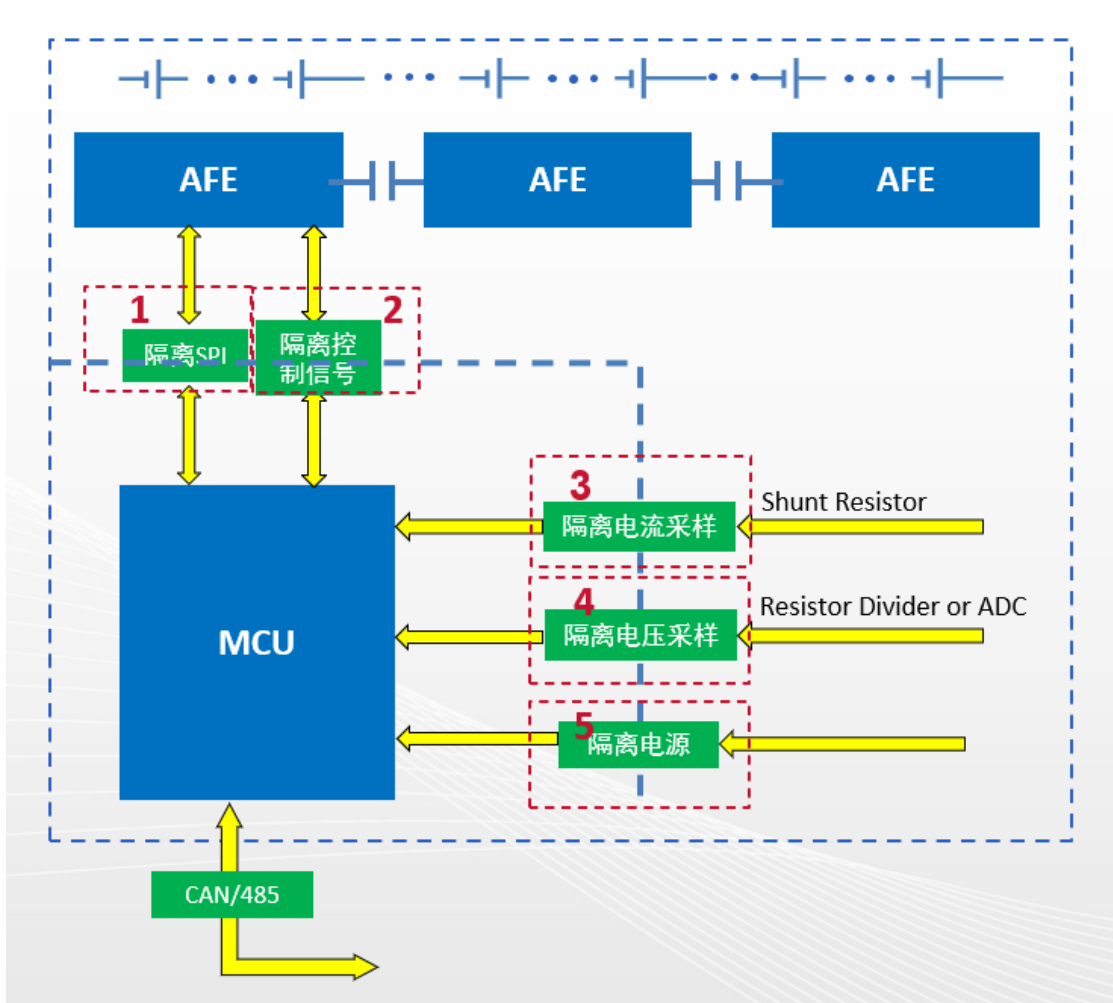 AFE
AFE
AFE
1
2
隔离SPI
隔离控
制信号
3
Shunt Resistor
隔离电流采样
4
Resistor Divider or ADC
隔离电压采样
MCU
5
隔离电源
CAN/485